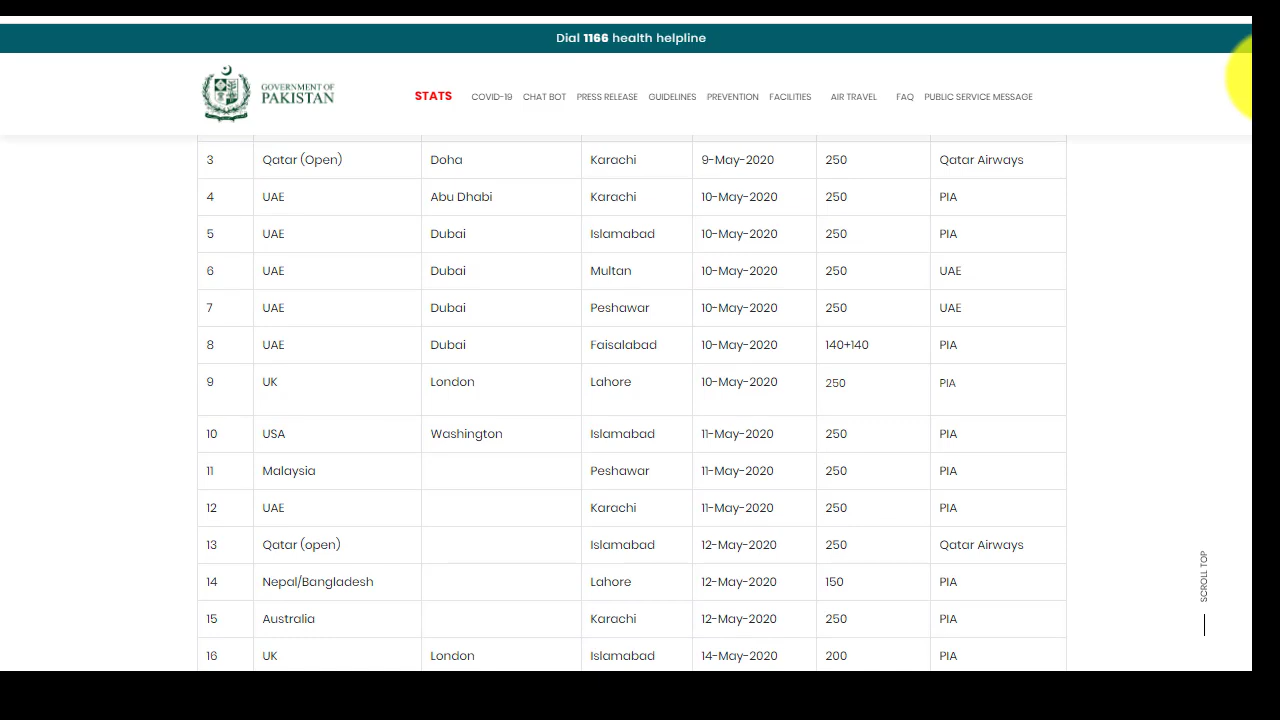 Dial 1166 health helpline
GOVERNMENT OF
PAKISTAN
STATS COVID-19 CHAT BOT PRESS RELEASE GUIDELINES PREVENTION FACILITIES AIR TRAVEL FAQ PUBLIC SERVICE MESSAGE
3 Qatar (Open) Doha Karachi 9-May-2020 250 Qatar Airways
4 UAE Abu Dhabi Karachi 10-May-2020 250 PIA
5 UAE Dubai Islamabad 10-May-2020 250 PIA
6 UAE Dubai Multan 10-May-2020 250 UAE
7 UAE Dubai Peshawar 10-May-2020 250 UAE
8 UAE Dubai Faisalabad 10-May-2020 140+140 PIA
9 UK London Lahore 10-May-2020 250 PIA
10 USA Washington Islamabad 11-May-2020 250 PIA
11 Malaysia Peshawar 11-May-2020 250 PIA
12 UAE Karachi 11-May-2020 250 PIA
13 Qatar (open) Islamabad 12-May-2020 250 Qatar Airways
14 Nepal/Bangladesh Lahore 12-May-2020 150 PIA
15 Australia Karachi 12-May-2020 250 PIA
16 UK London Islamabad 14-May-2020 200 PIA
SCROLL TOP